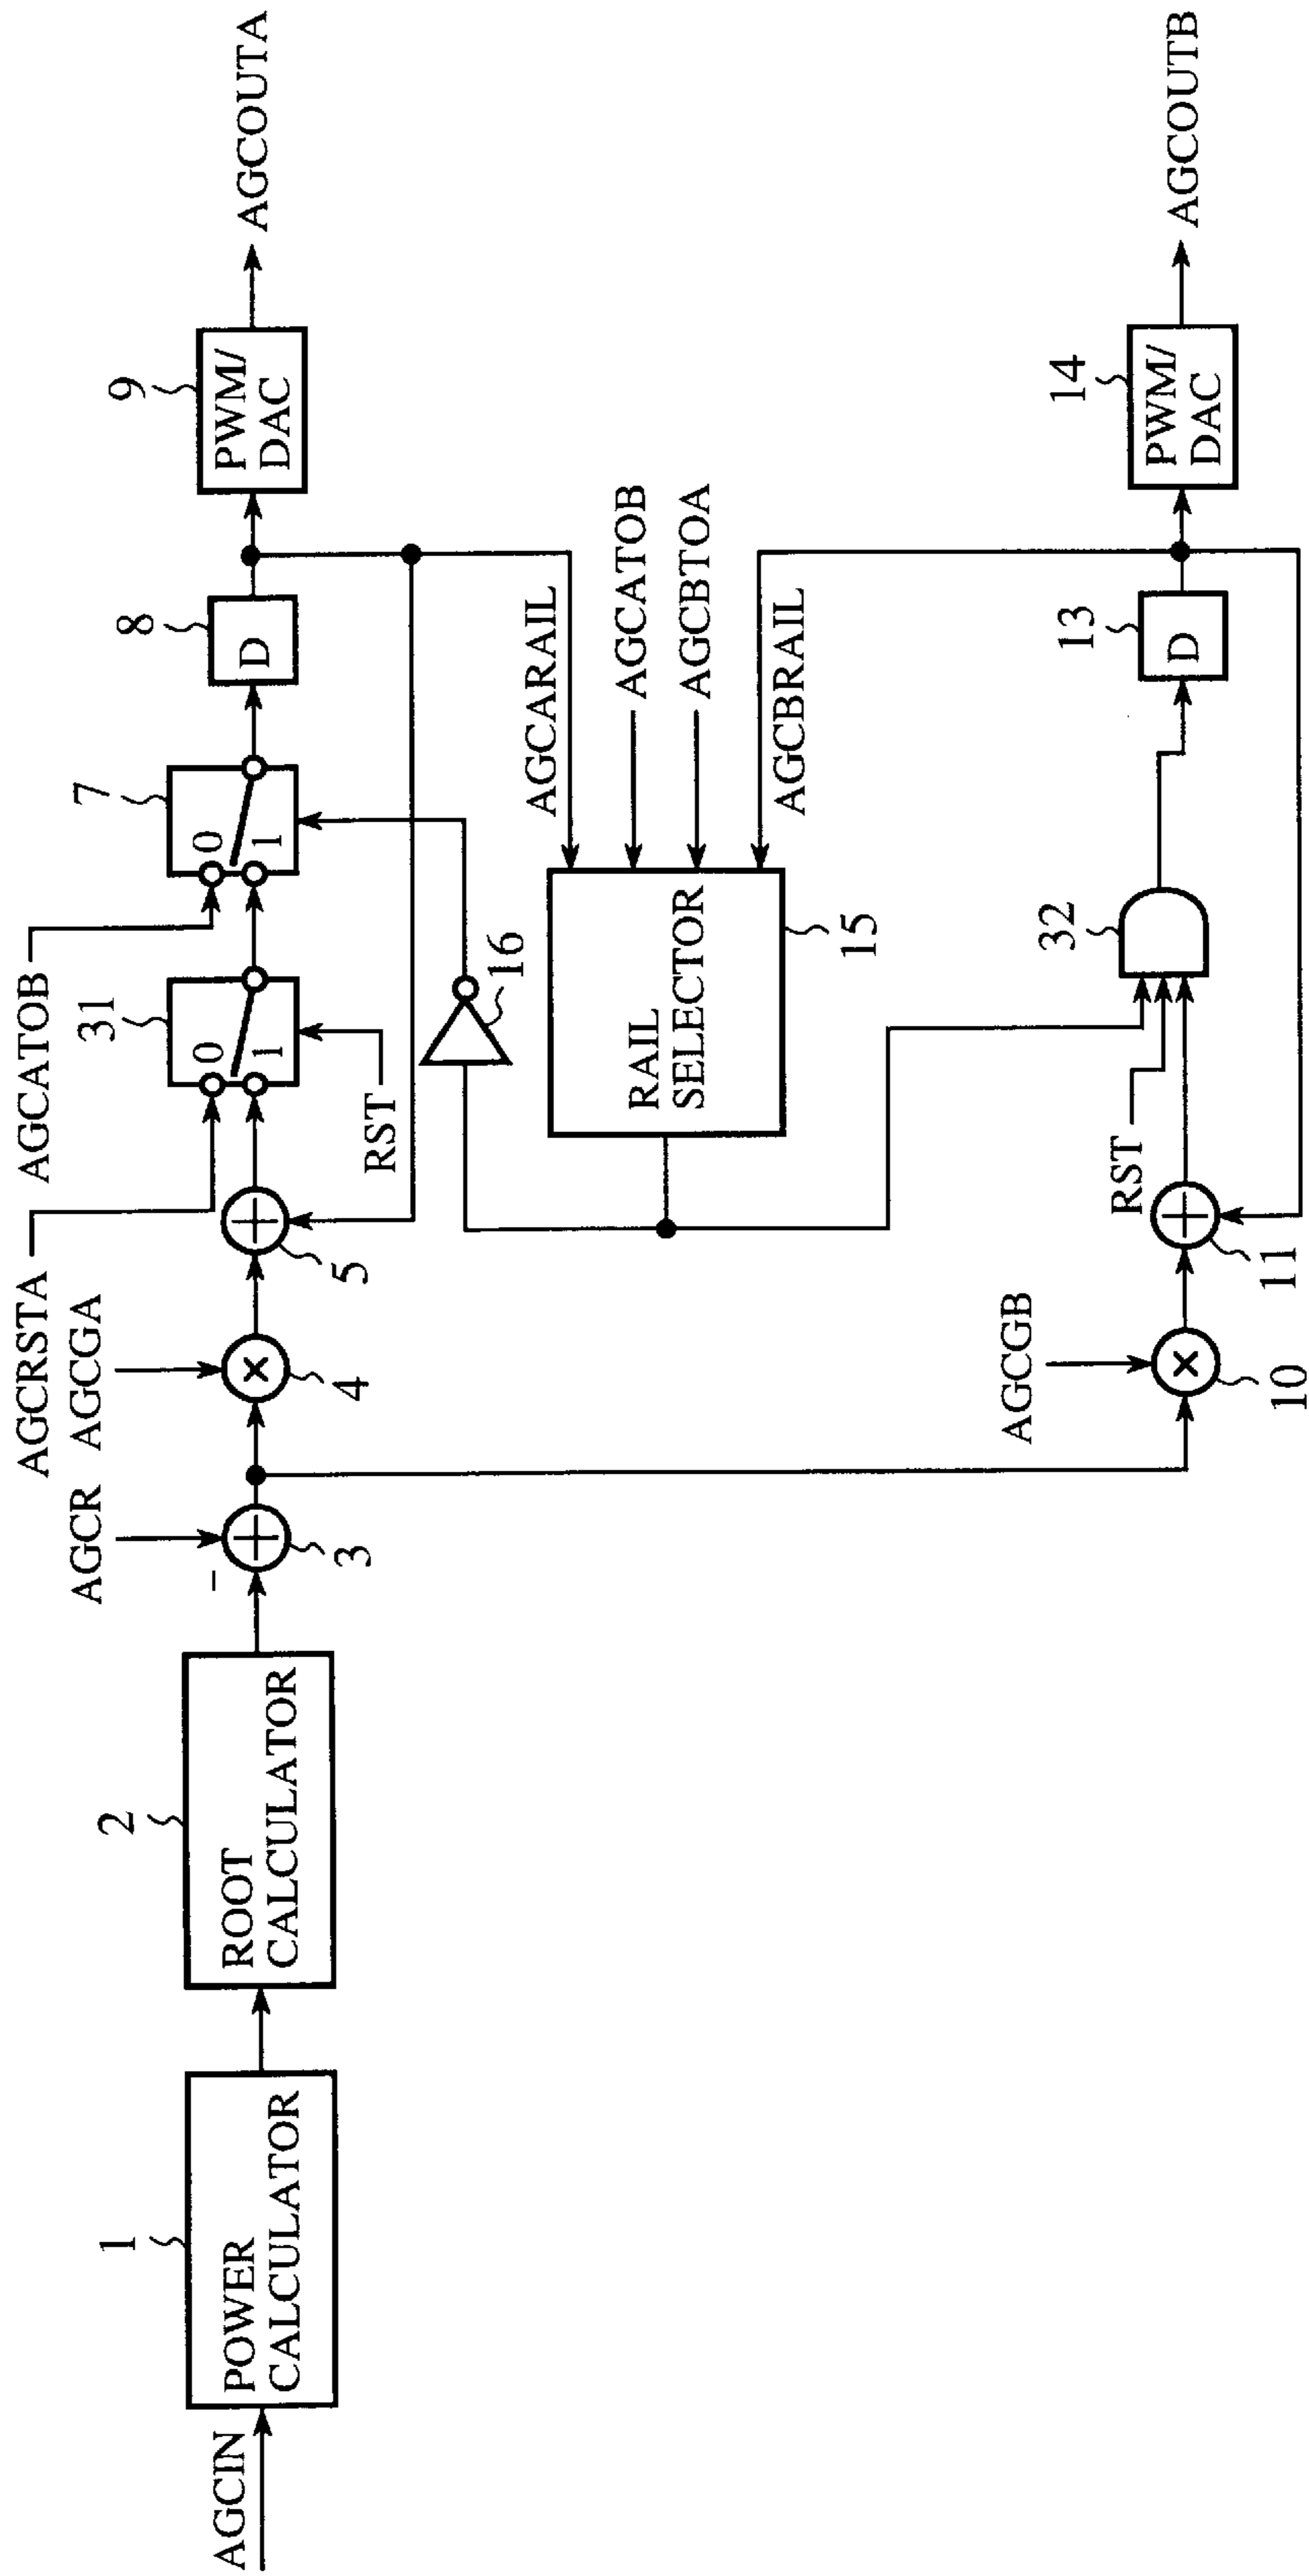 AGCIN
1
POWER
CALCULATOR
2
ROOT
CALCULATOR
AGCR
–
3
AGCGA
×
4
AGCRSTA
+
5
31
0
1
RST
AGCATOB
7
0
1
8
D
9
PWM/
DAC
AGCOUTA
16
AGCARAIL
AGCATOB
AGCBTOA
AGCBRAIL
RAIL
SELECTOR
15
AGCGB
×
10
+
11
RST
32
13
D
14
PWM/
DAC
AGCOUTB